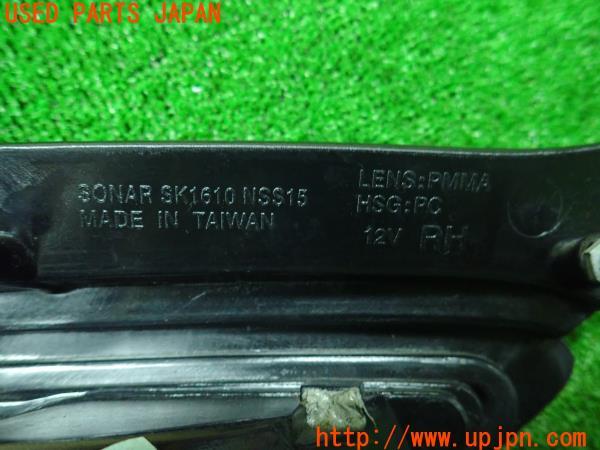 USED PARTS JAPAN
SONAR SK1610 NSS15
MADE IN TAIWAN
LENS:PMMA
HSG:PC
12V RH
U-Parts
http://www.upjpn.com/